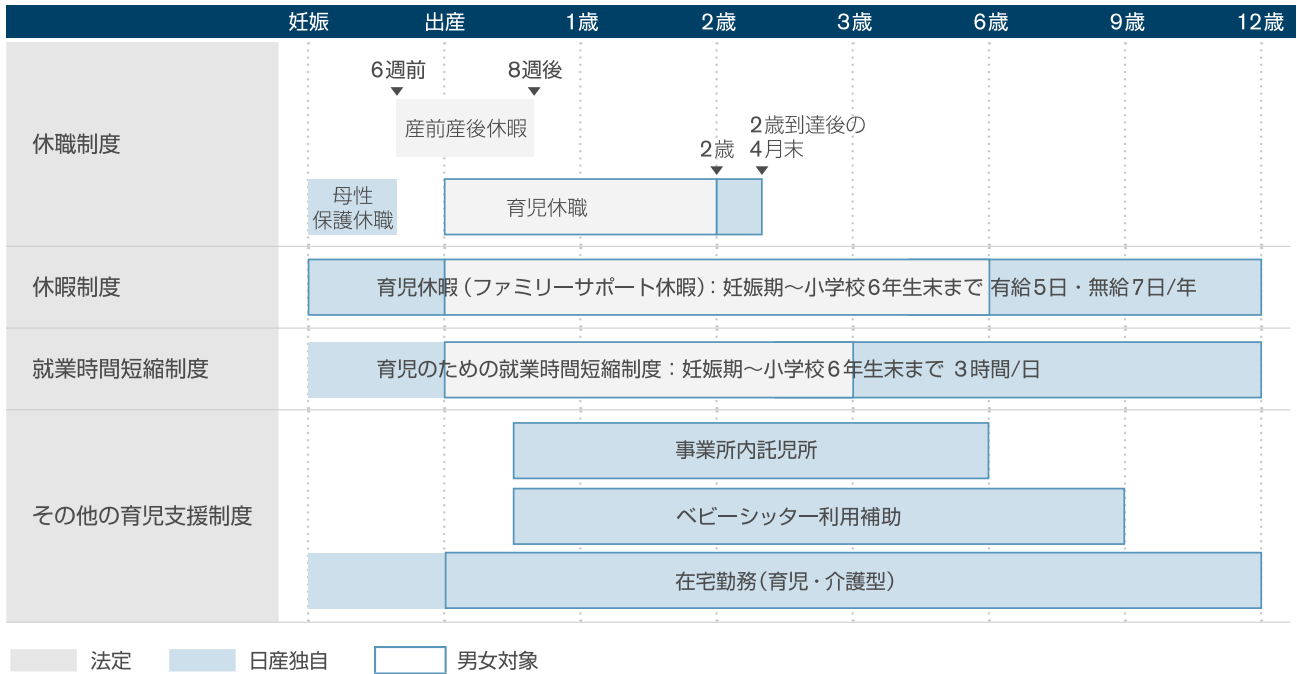 妊娠 出産 1歳 2歳 3歳 6歳 9歳 12歳
休職制度
6週前 8週後
産前産後休暇
2歳
2歳到達後の
4月末
母性
保護休職
育児休職
休暇制度
育児休暇(ファミリーサポート休暇):妊娠期〜小学校6年生末まで 有給5日・無給7日/年
就業時間短縮制度
育児のための就業時間短縮制度:妊娠期〜小学校6年生末まで 3時間/日
その他の育児支援制度
事業所内託児所
ベビーシッター利用補助
在宅勤務(育児・介護型)
法定 日産独自 男女対象